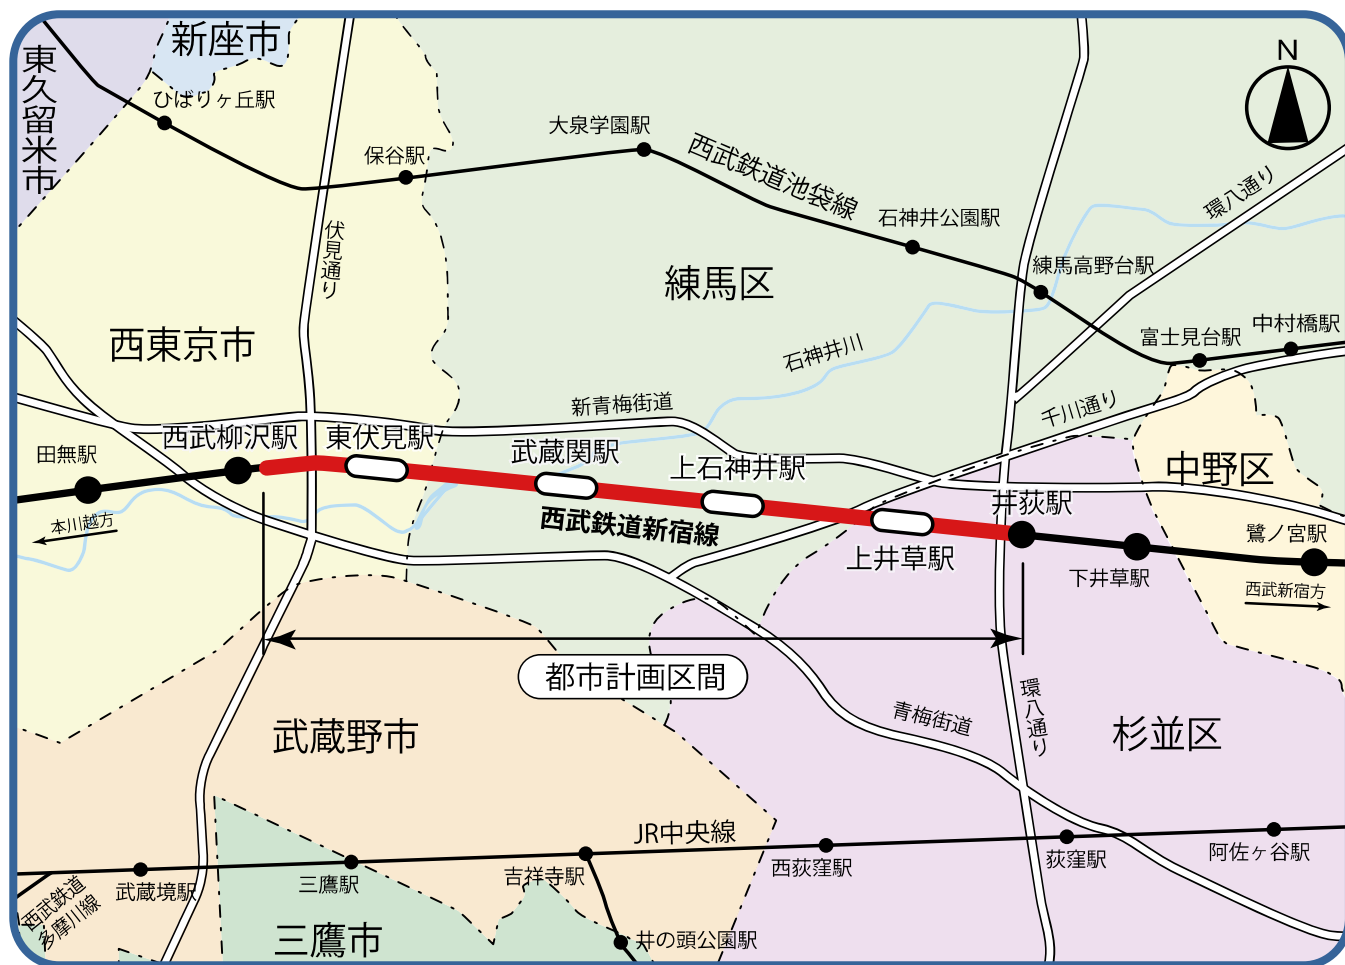 新座市
東久留米市
N
ひばりヶ丘駅
大泉学園駅
保谷駅
西武鉄道池袋線
石神井公園駅
環八通り
伏見通り
練馬高野台駅
練馬区
西東京市
中村橋駅
富士見台駅
石神井川
新青梅街道
千川通り
田無駅
西武柳沢駅
東伏見駅
武蔵関駅
上石神井駅
中野区
井荻駅
本川越方
西武鉄道新宿線
鷺ノ宮駅
上井草駅
下井草駅
西武新宿方
都市計画区間
武蔵野市
青梅街道
環八通り
杉並区
JR中央線
西荻窪駅
荻窪駅
阿佐ヶ谷駅
武蔵境駅
三鷹駅
吉祥寺駅
西武鉄道
多摩川線
三鷹市
井の頭公園駅